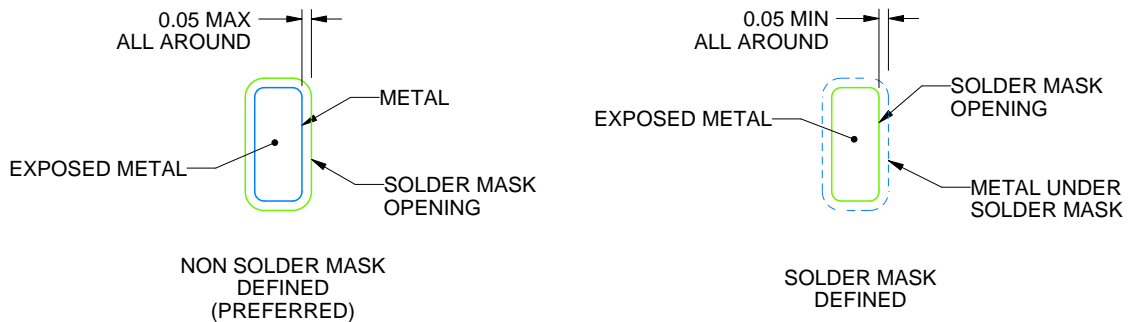 0.05 MAX
ALL AROUND
METAL
EXPOSED METAL
SOLDER MASK
OPENING
NON SOLDER MASK
DEFINED
(PREFERRED)
0.05 MIN
ALL AROUND
SOLDER MASK
OPENING
EXPOSED METAL
METAL UNDER
SOLDER MASK
SOLDER MASK
DEFINED